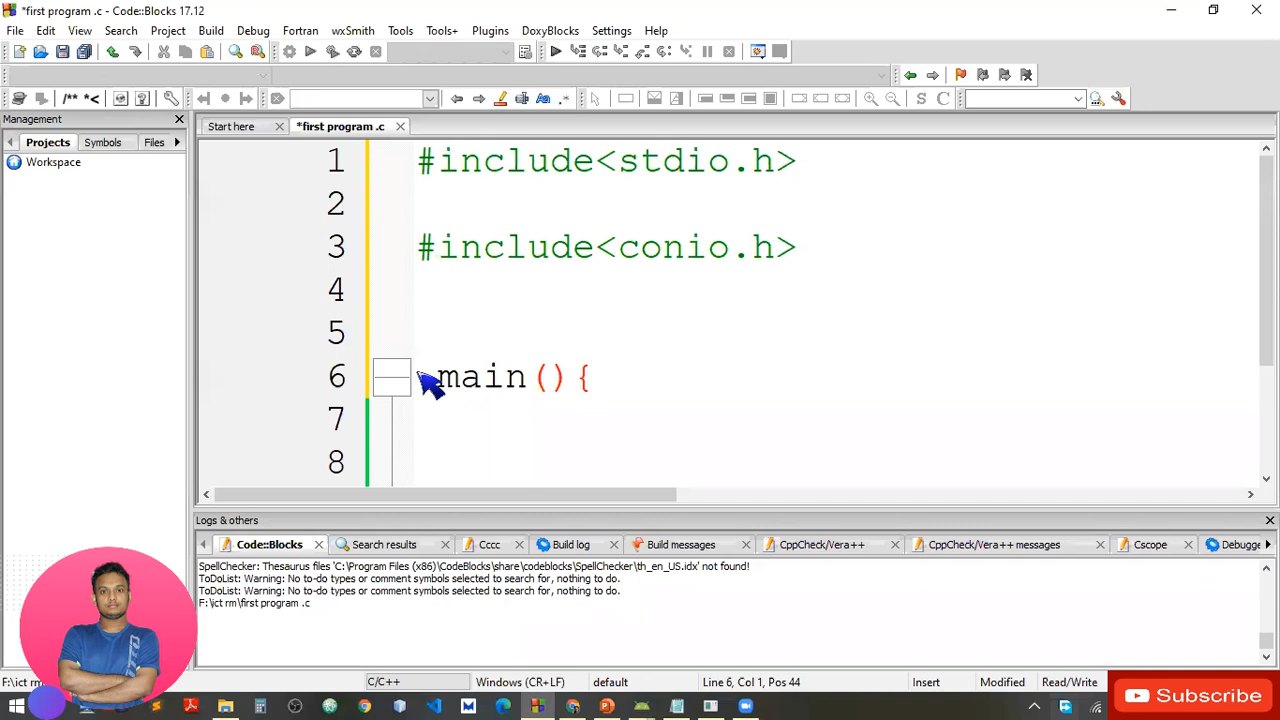 *first program .c - Code::Blocks 17.12
File Edit View Search Project Build Debug Fortran wxSmith Tools Tools+ Plugins DoxyBlocks Settings Help
/** *<
.*
S C
Management
Start here
*first program .c
Projects Symbols Files
Workspace
1 #include<stdio.h>
2
3 #include<conio.h>
4
5
6 main(){
7
8
Logs & others
Code::Blocks Search results Cccc Build log Build messages CppCheck/Vera++ CppCheck/Vera++ messages Cscope Debugge
SpellChecker: Thesaurus files 'C:\Program Files (x86)\CodeBlocks\share\codeblocks\SpellChecker\th_en_US.idx' not found!
ToDoList: Warning: No to-do types or comment symbols selected to search for, nothing to do.
ToDoList: Warning: No to-do types or comment symbols selected to search for, nothing to do.
F:\ict rm\first program .c
F:\ict r C/C++ Windows (CR+LF) default Line 6, Col 1, Pos 44 Insert Modified Read/Write
Subscribe